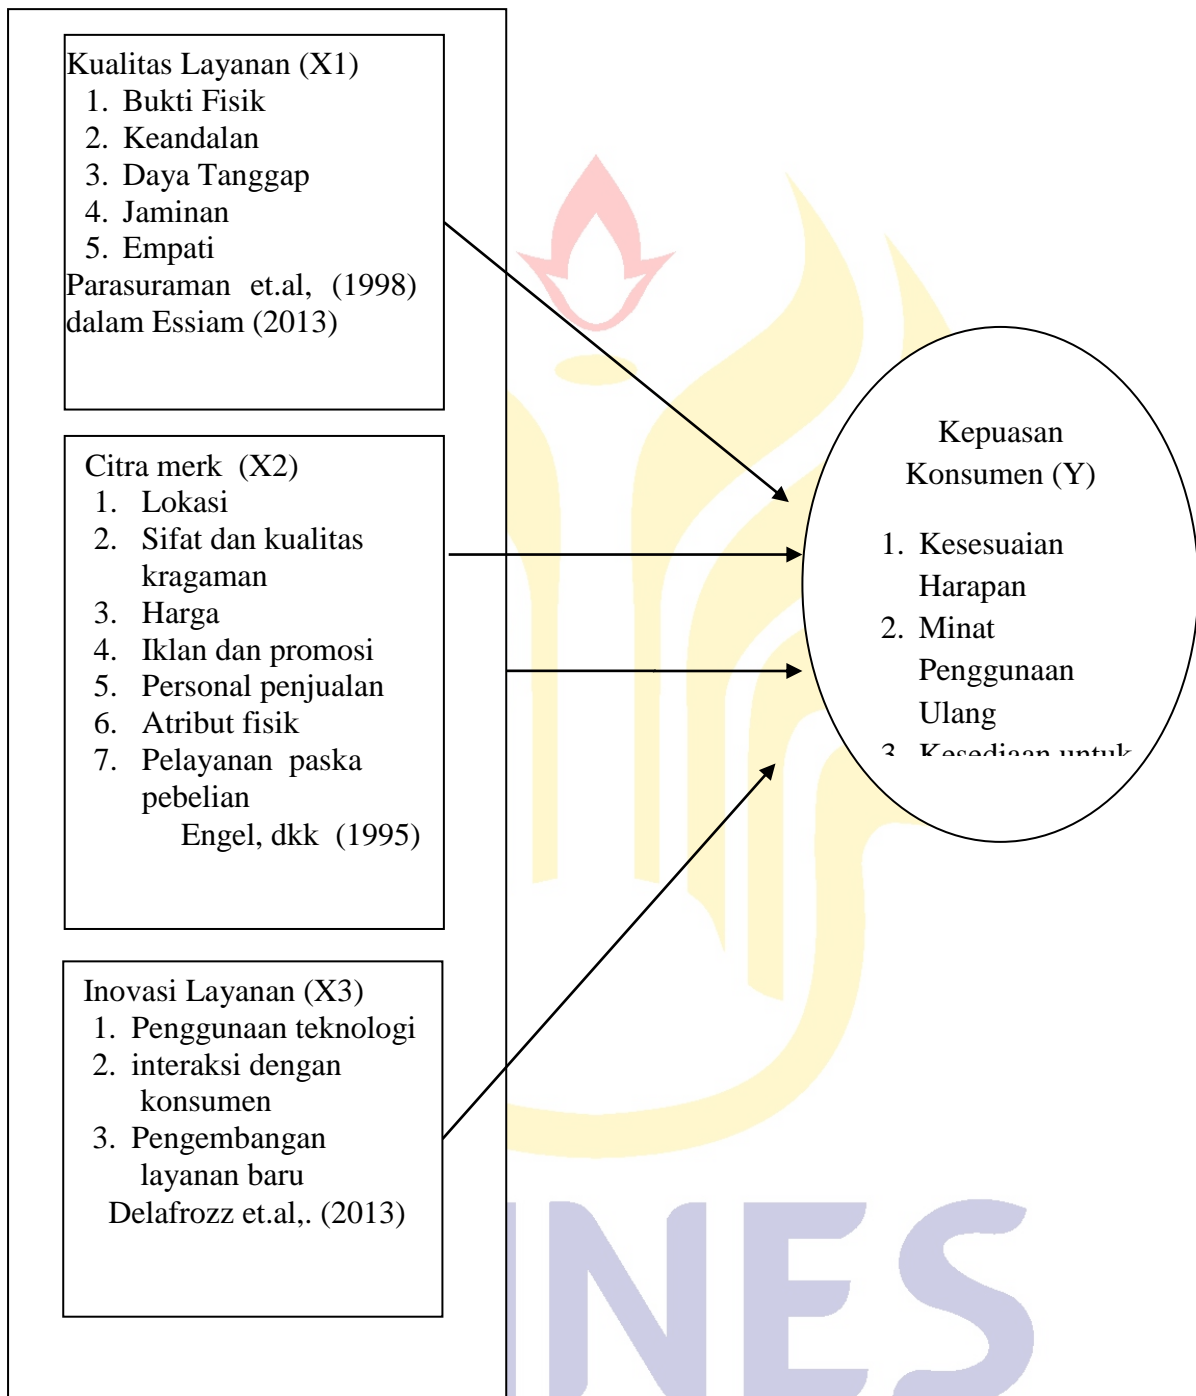 Kualitas Layanan (X1)
1. Bukti Fisik
2. Keandalan
3. Daya Tanggap
4. Jaminan
5. Empati
Parasuraman et.al, (1998)
dalam Essiam (2013)
Citra merk (X2)
1. Lokasi
2. Sifat dan kualitas
kragaman
3. Harga
4. Iklan dan promosi
5. Personal penjualan
6. Atribut fisik
7. Pelayanan paska
pebelian
Engel, dkk (1995)
Inovasi Layanan (X3)
1. Penggunaan teknologi
2. interaksi dengan
konsumen
3. Pengembangan
layanan baru
Delafrozz et.al,. (2013)
Kepuasan
Konsumen (Y)
1. Kesesuaian
Harapan
2. Minat
Penggunaan
Ulang
3. Kesediaan untuk
NES